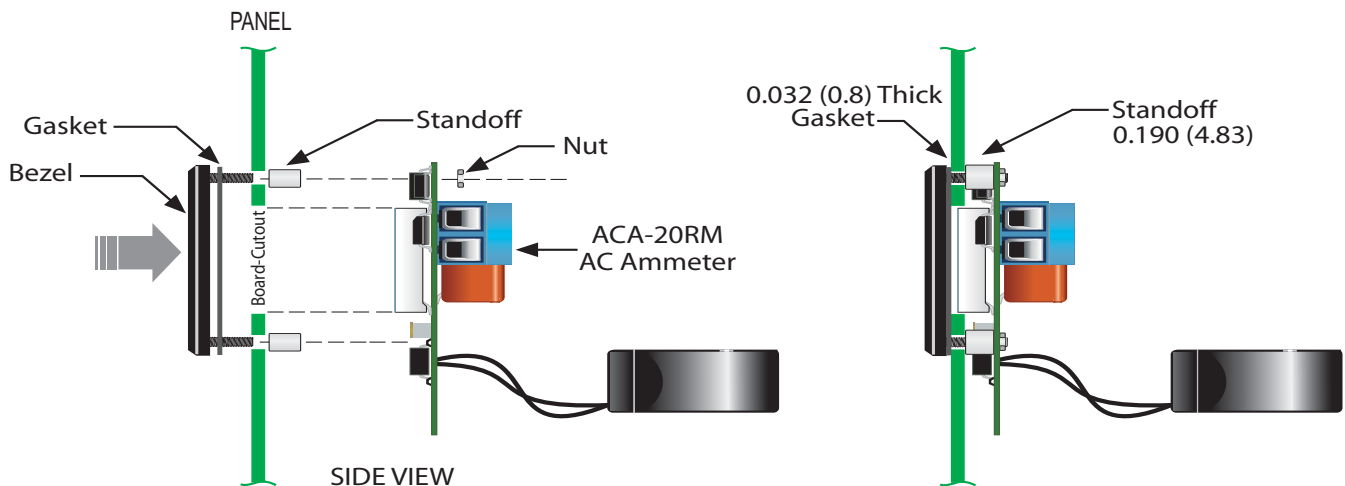 PANEL
Gasket
Bezel
Standoff
Nut
Board-Cutout
ACA-20RM
AC Ammeter
SIDE VIEW
0.032 (0.8) Thick
Gasket
Standoff
0.190 (4.83)